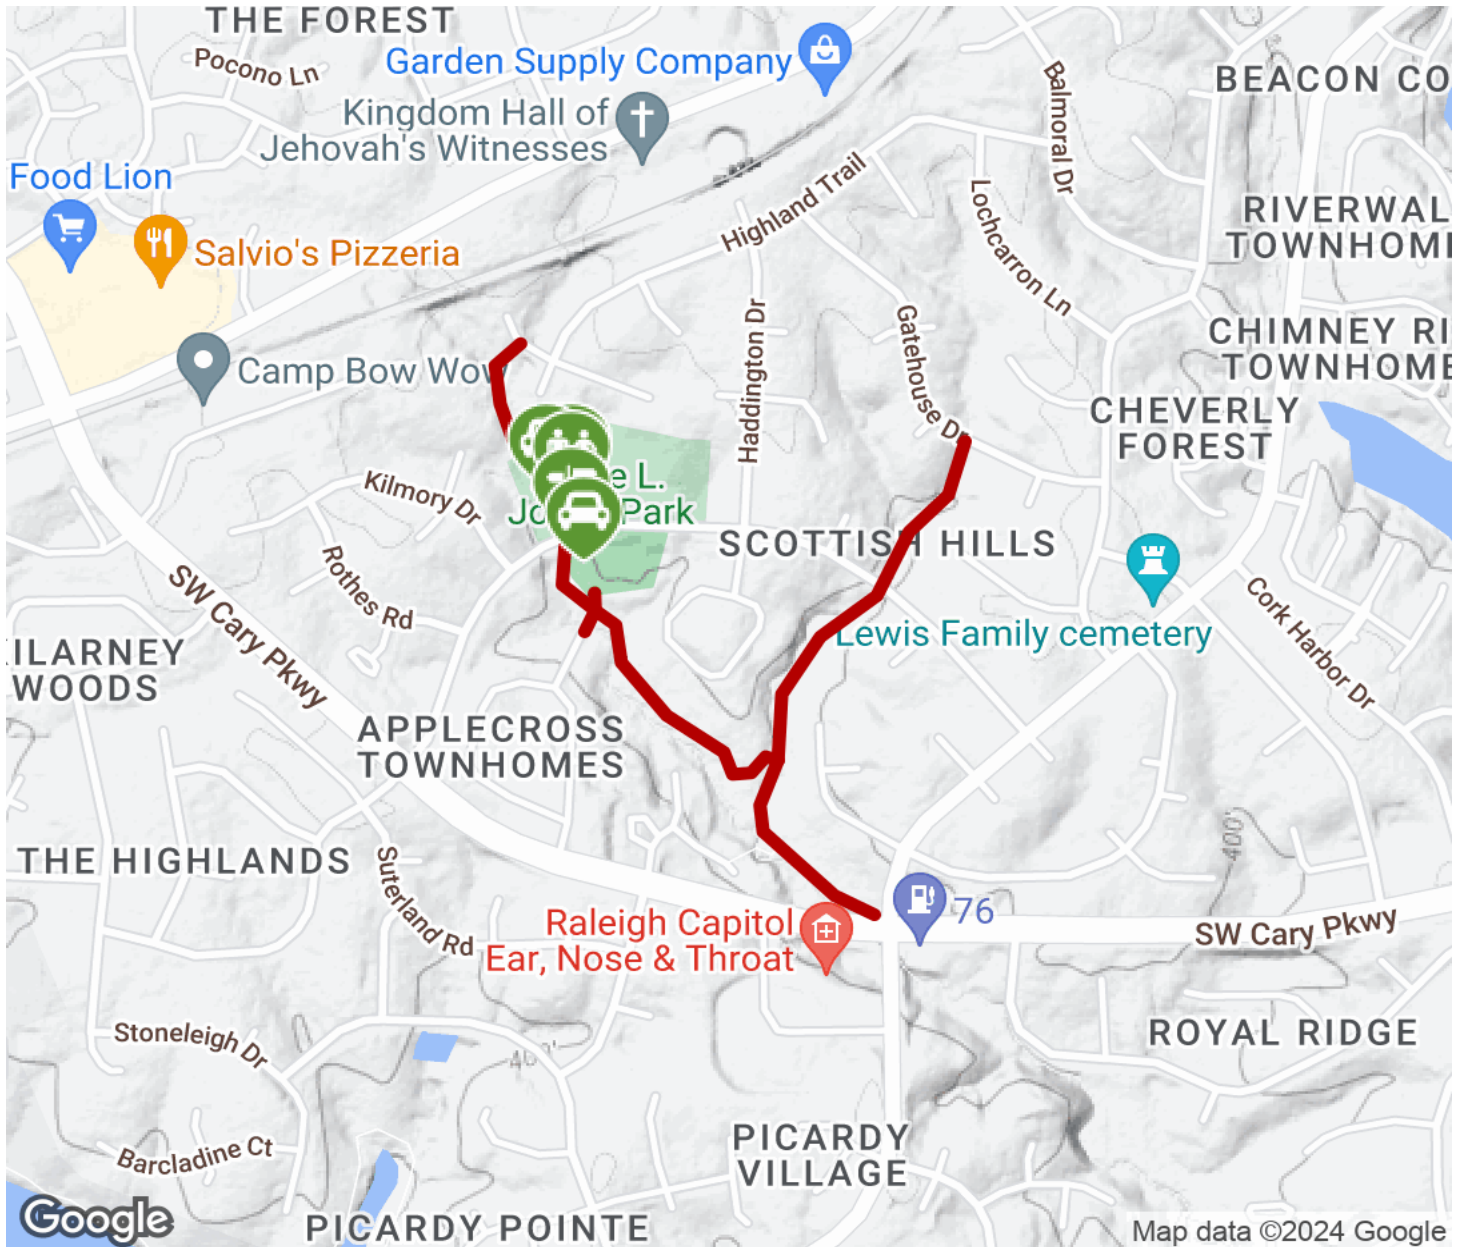 THE FOREST
Pocono Ln
Garden Supply Company
BEACON CO
Balmoral Dr
Kingdom Hall of
Jehovah's Witnesses
Food Lion
Highland Trail
Lochcarron Ln
RIVERWAL
TOWNHOM
Salvio's Pizzeria
Haddington Dr
Gatehouse Dr
CHIMNEY RI
TOWNHOME
Camp Bow Wow
CHEVERLY
FOREST
Kilmory Dr
e L.
Jo Park
SCOTTISH HILLS
Rothes Rd
SW Cary Pkwy
Cork Harbor Dr
Lewis Family cemetery
ILARNEY
WOODS
APPLECROSS
TOWNHOMES
400'
THE HIGHLANDS
Suterland Rd
76
Raleigh Capitol
Ear, Nose & Throat
SW Cary Pkwy
Stoneleigh Dr
400'
ROYAL RIDGE
Barcladine Ct
PICARDY
VILLAGE
Google
PICARDY POINTE
Map data ©2024 Google